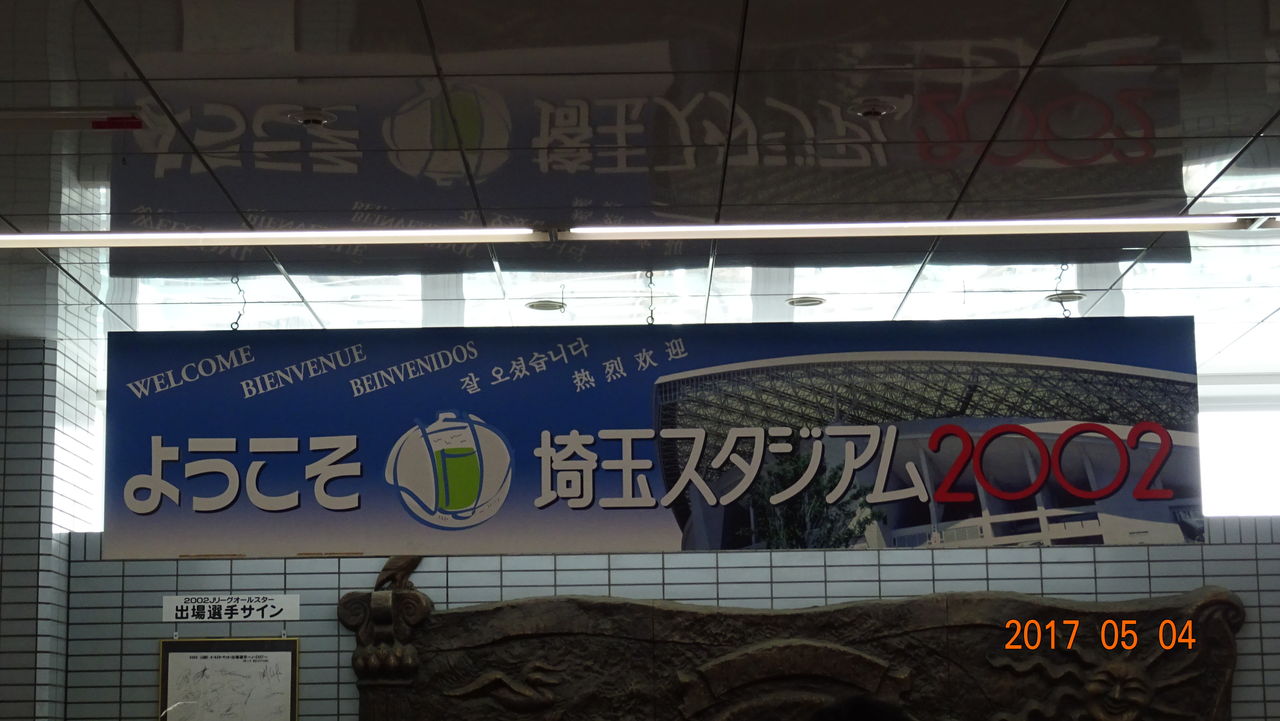 WELCOME
BIENVENUE
BEINVENIDOS
잘 오셨습니다
热烈欢迎
ようこそ 埼玉スタジアム2002
2002Jリーグオールスター
出場選手サイン
2017 05 04